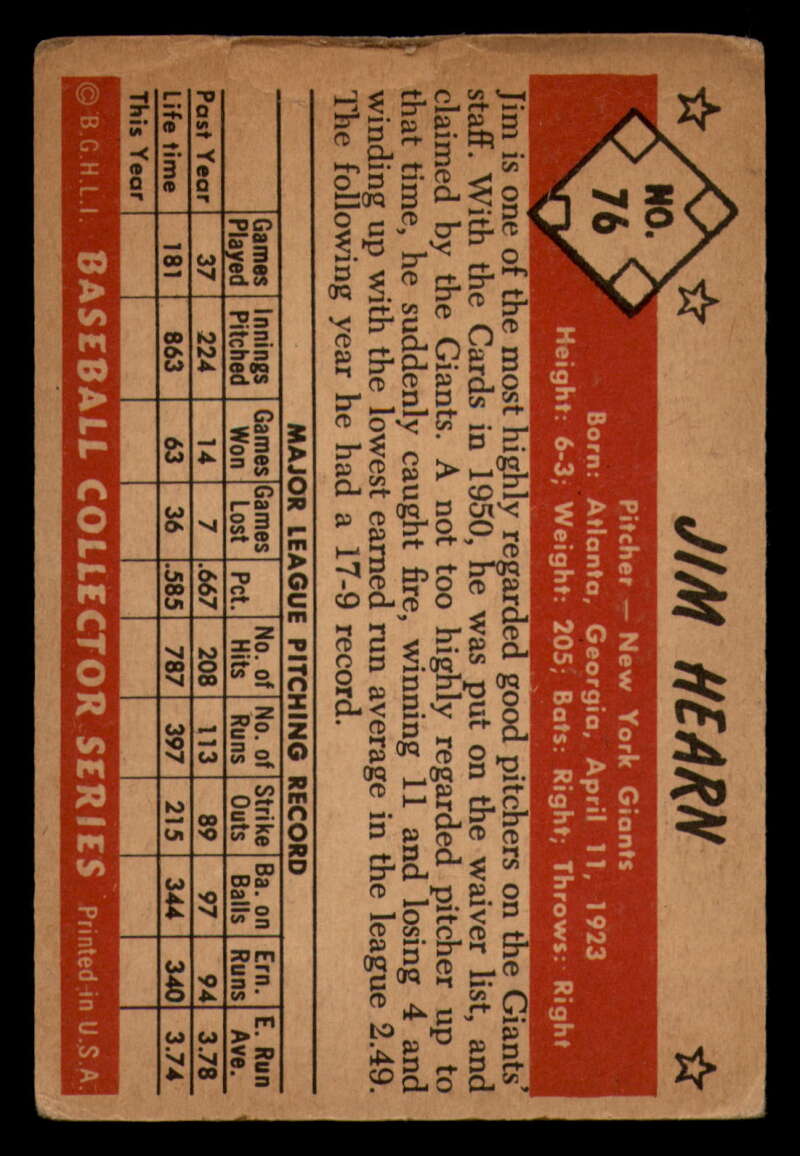 JIM HEARN
NO.
76
Pitcher — New York Giants
Born: Atlanta, Georgia, April 11, 1923
Height: 6-3; Weight: 205; Bats: Right; Throws: Right
Jim is one of the most highly regarded good pitchers on the Giants'
staff. With the Cards in 1950, he was put on the waiver list, and
claimed by the Giants. A not too highly regarded pitcher up to
that time, he suddenly caught fire, winning 11 and losing 4 and
winding up with the lowest earned run average in the league 2.49.
The following year he had a 17-9 record.
MAJOR LEAGUE PITCHING RECORD
Games Innings Games Games Pct. No. of No. of Strike Ba. on Ern. E. Run
Played Pitched Won Lost Hits Runs Outs Balls Runs Ave.
Past Year 37 224 14 7 .667 208 113 89 97 94 3.78
Life time 181 863 63 36 .585 787 397 215 344 340 3.74
This Year
© B.G.H.L.I. BASEBALL COLLECTOR SERIES Printed in U.S.A.